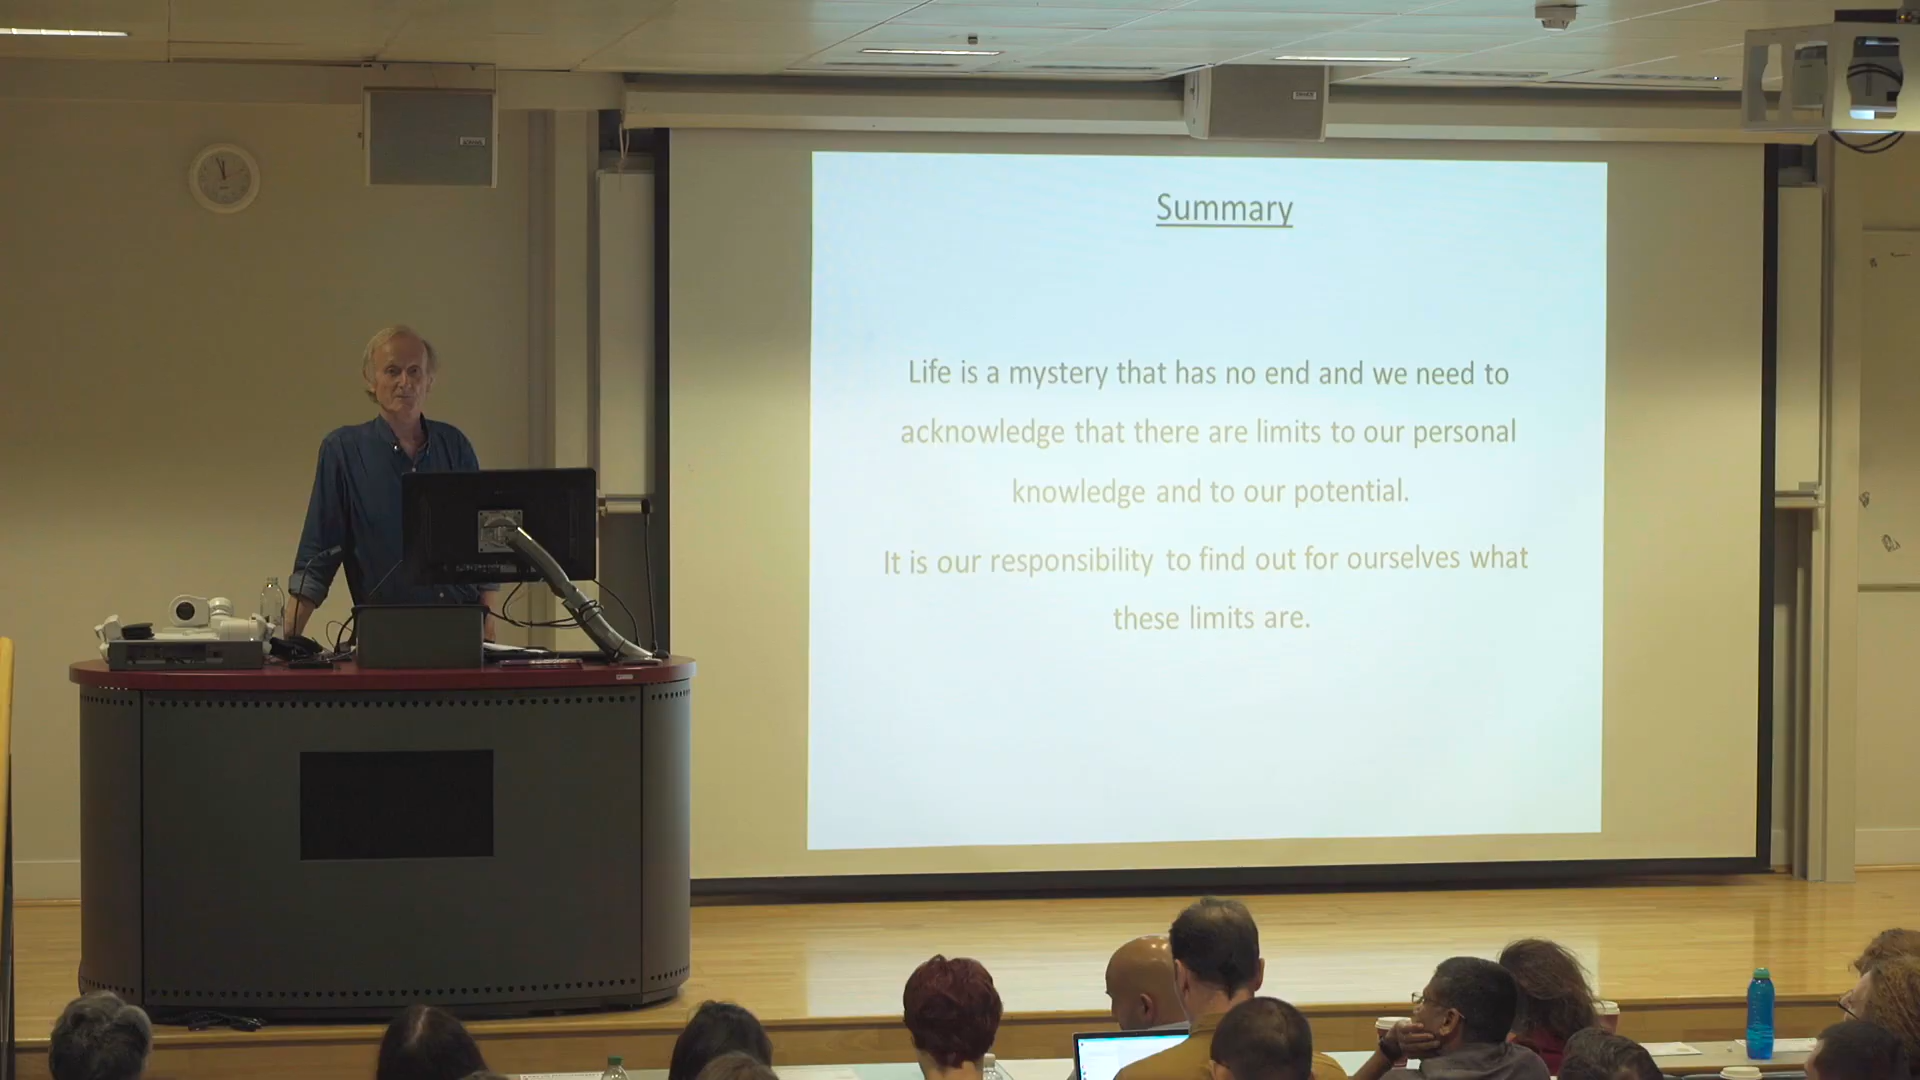 Summary
Life is a mystery that has no end and we need to
acknowledge that there are limits to our personal
knowledge and to our potential.
It is our responsibility to find out for ourselves what
these limits are.